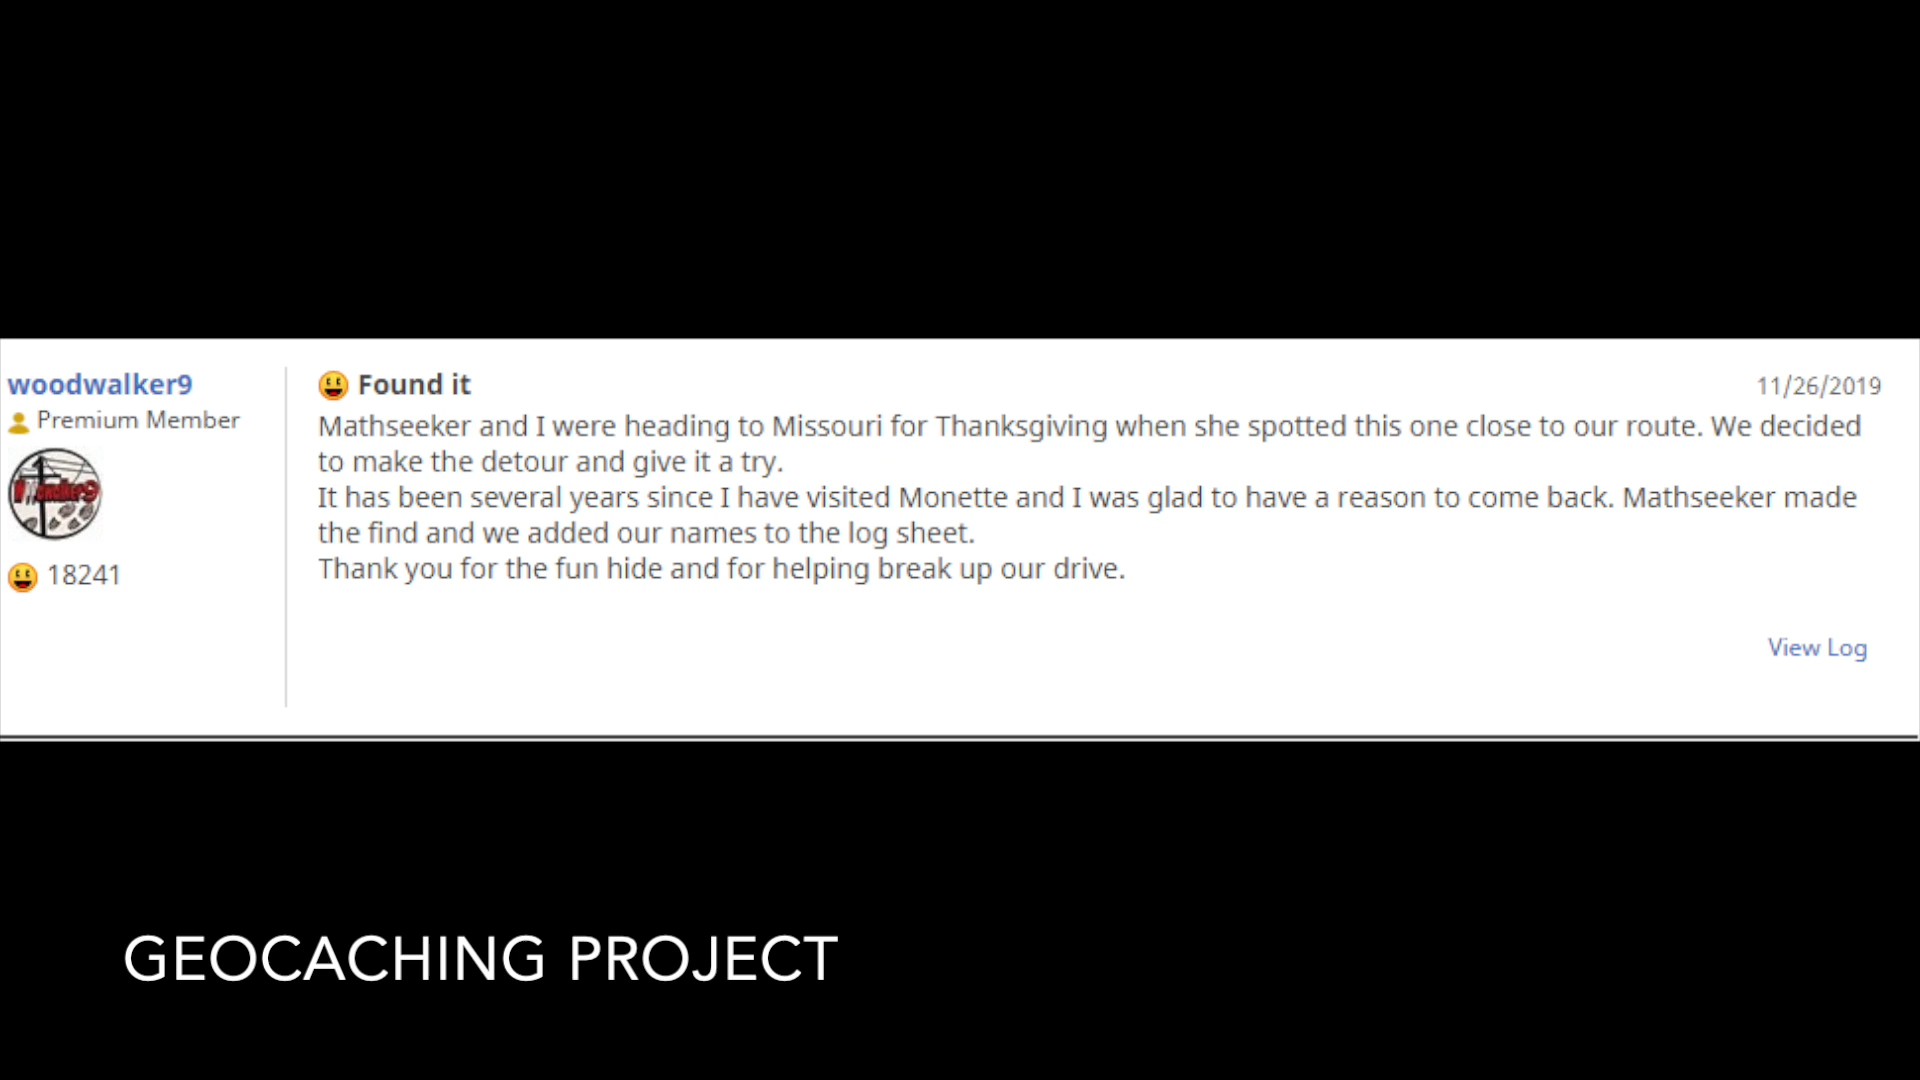 woodwalker9
Premium Member
18241
Found it
11/26/2019
Mathseeker and I were heading to Missouri for Thanksgiving when she spotted this one close to our route. We decided
to make the detour and give it a try.
It has been several years since I have visited Monette and I was glad to have a reason to come back. Mathseeker made
the find and we added our names to the log sheet.
Thank you for the fun hide and for helping break up our drive.
View Log
GEOCACHING PROJECT